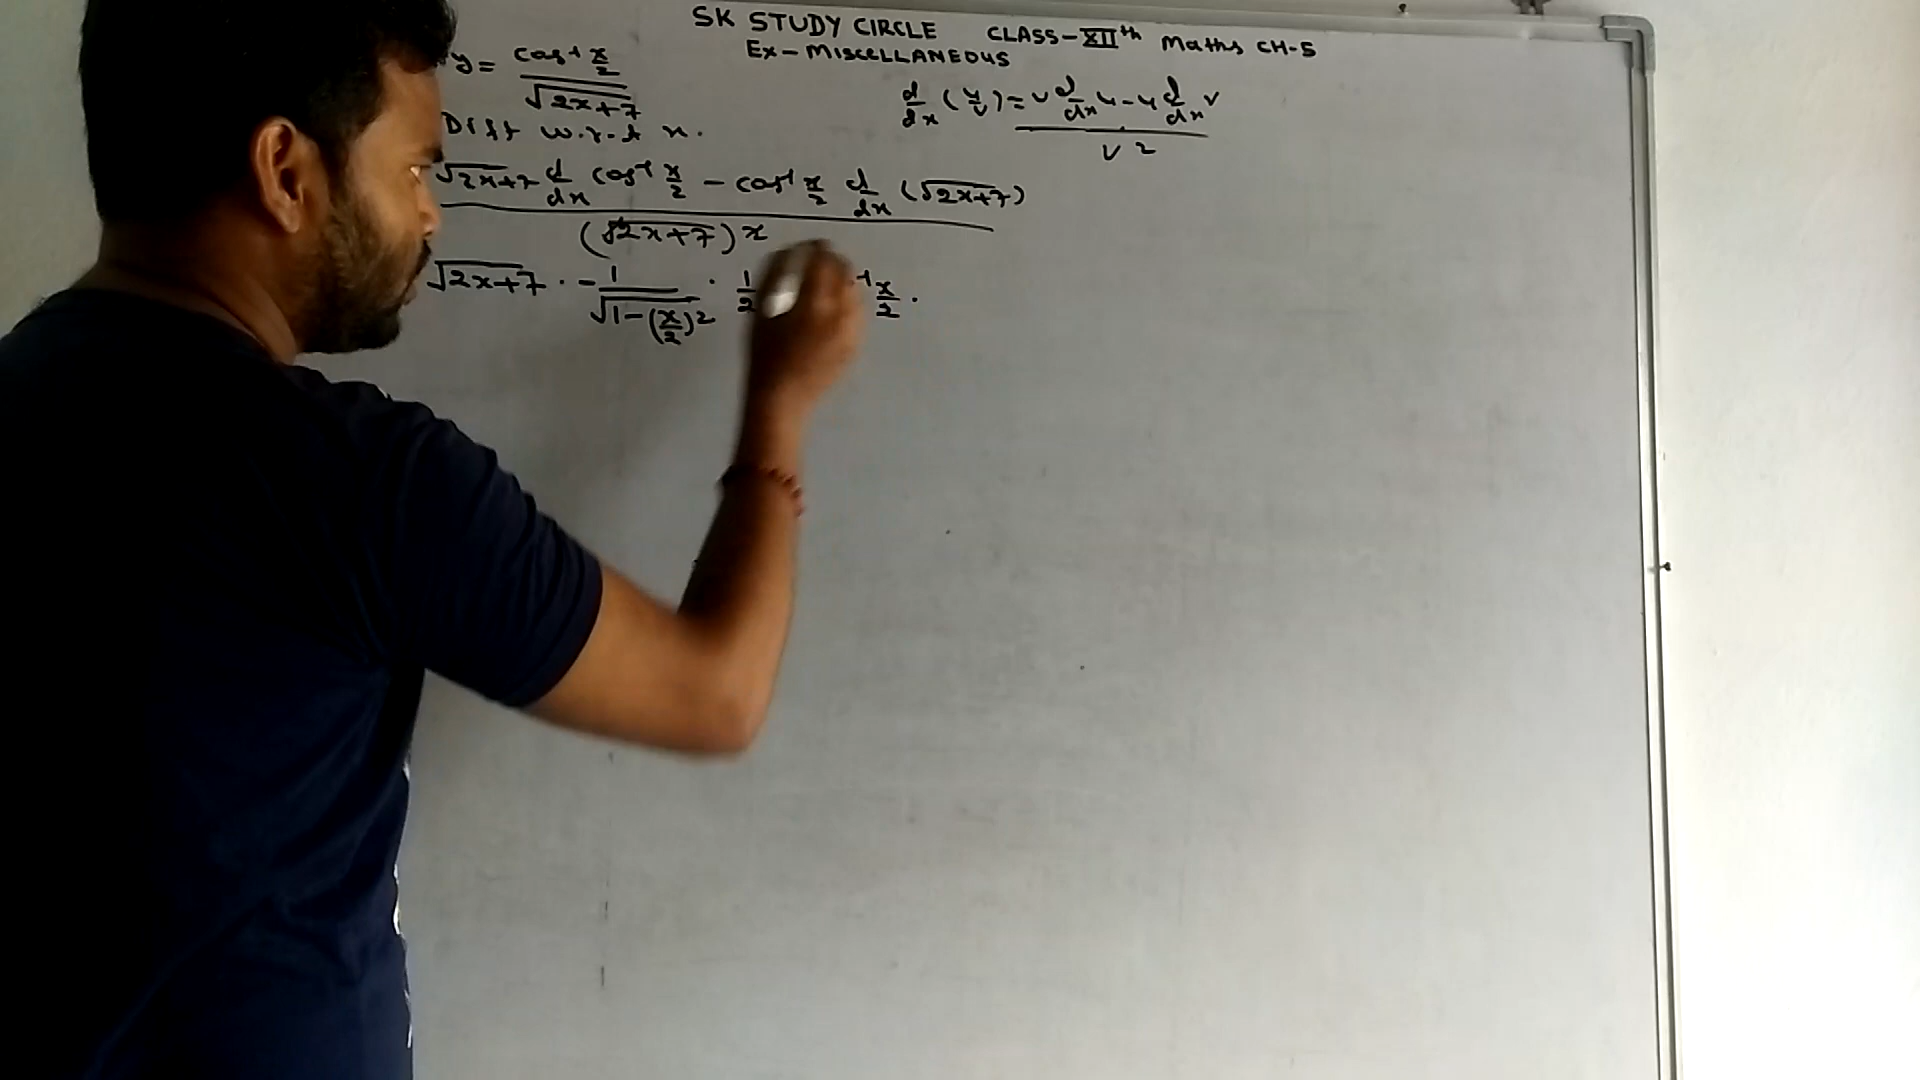 SK STUDY CIRCLE CLASS-XIIth Maths CH-5
Ex-MISCELLANEOUS
y = cos⁻¹ x/2 / √2x+7
d/dx (u/v) = v d/dx u - u d/dx v / v²
Diff w.r.t x.
√2x+7 d/dx cos⁻¹ x/2 - cos⁻¹ x/2 d/dx (√2x+7)
(√2x+7)²
√2x+7 · -1/√1-(x/2)² · 1/2 ⁻¹ x/2 ·